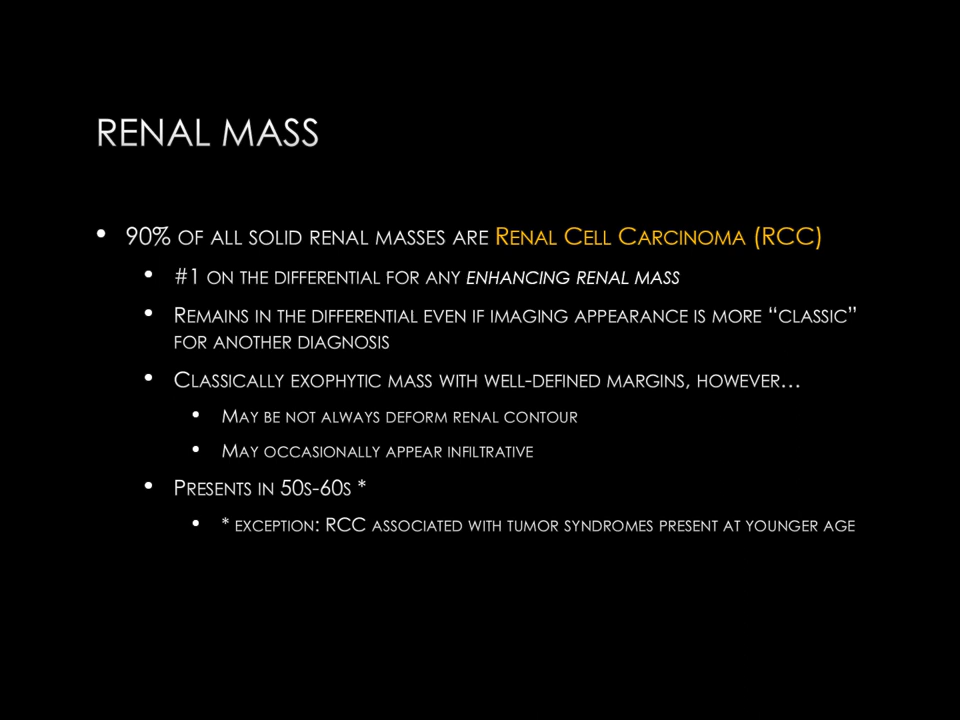 RENAL MASS
• 90% OF ALL SOLID RENAL MASSES ARE RENAL CELL CARCINOMA (RCC)
• #1 ON THE DIFFERENTIAL FOR ANY ENHANCING RENAL MASS
• REMAINS IN THE DIFFERENTIAL EVEN IF IMAGING APPEARANCE IS MORE “CLASSIC”
FOR ANOTHER DIAGNOSIS
• CLASSICALLY EXOPHYTIC MASS WITH WELL-DEFINED MARGINS, HOWEVER…
• MAY BE NOT ALWAYS DEFORM RENAL CONTOUR
• MAY OCCASIONALLY APPEAR INFILTRATIVE
• PRESENTS IN 50S-60S *
• * EXCEPTION: RCC ASSOCIATED WITH TUMOR SYNDROMES PRESENT AT YOUNGER AGE